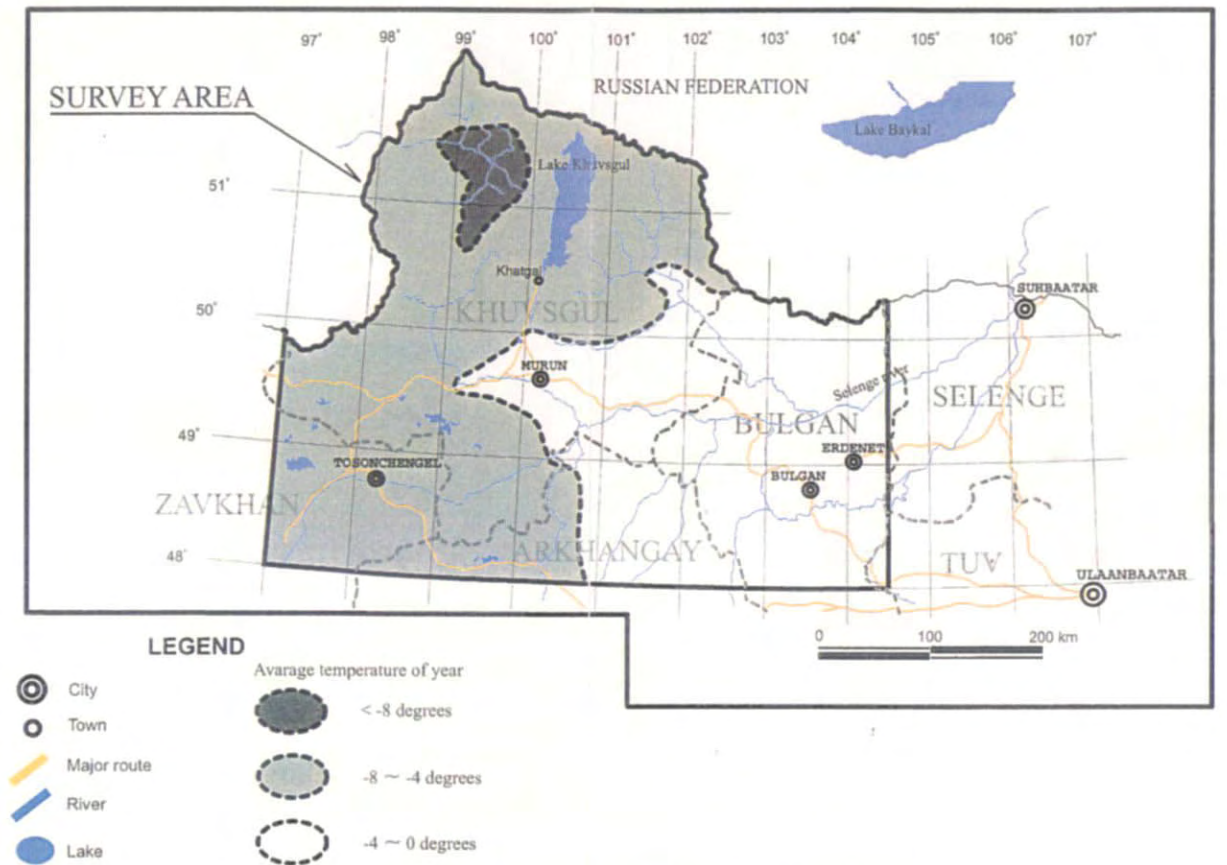 97° 98° 99° 100° 101° 102° 103° 104° 105° 106° 107°
RUSSIAN FEDERATION
SURVEY AREA
Lake Baykal
Lake Khuvsgul
51°
Khatgal
SUHBAATAR
50°
KHUVSGUL
MURUN
Selenge river
SELENGE
49°
BULGAN
ERDENET
TOSONCHENGEL
BULGAN
ZAVKHAN
48°
ARKHANGAY
TUV
ULAANBAATAR
0 100 200 km
LEGEND
Avarage temperature of year
City
< -8 degrees
Town
Major route
-8 ~ -4 degrees
River
-4 ~ 0 degrees
Lake